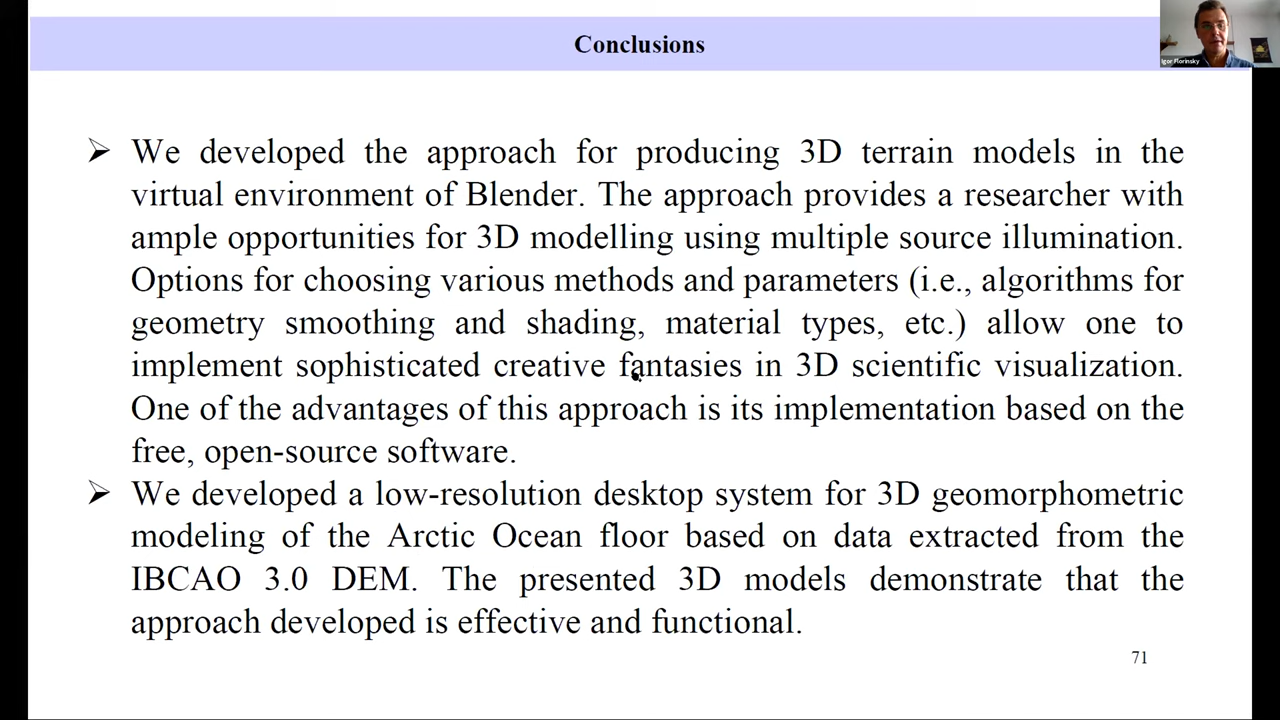 Conclusions
Igor Florinsky
➢ We developed the approach for producing 3D terrain models in the
virtual environment of Blender. The approach provides a researcher with
ample opportunities for 3D modelling using multiple source illumination.
Options for choosing various methods and parameters (i.e., algorithms for
geometry smoothing and shading, material types, etc.) allow one to
implement sophisticated creative fantasies in 3D scientific visualization.
One of the advantages of this approach is its implementation based on the
free, open-source software.
➢ We developed a low-resolution desktop system for 3D geomorphometric
modeling of the Arctic Ocean floor based on data extracted from the
IBCAO 3.0 DEM. The presented 3D models demonstrate that the
approach developed is effective and functional.
71